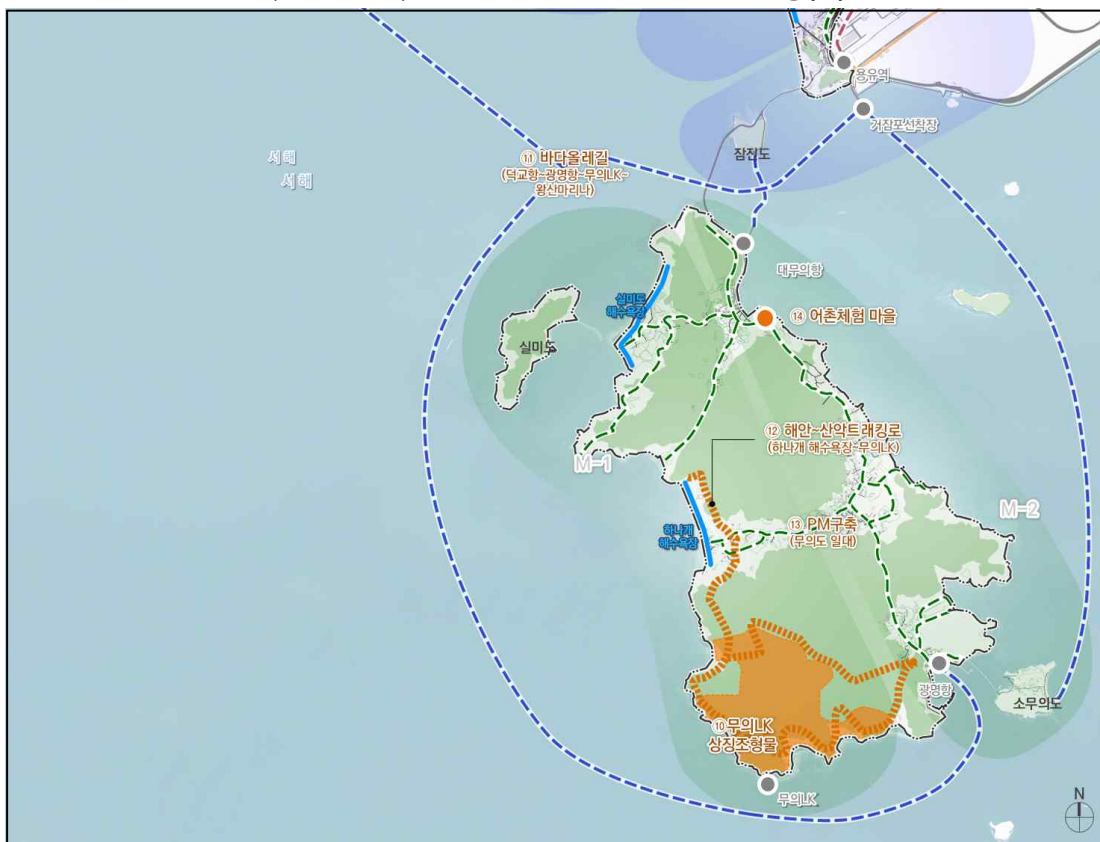 용유역
거잠포선착장
잠진도
서해
서해
⑪ 바다올레길
(덕교항~광명항~무의LK~
왕산마리나)
대무의항
실미도
해수욕장
⑭ 어촌체험 마을
실미도
⑫ 해안~산악트래킹로
(하나개 해수욕장~무의LK)
M-1
M-2
⑬ PM구축
(무의도 일대)
하나개
해수욕장
광명항
소무의도
⑩ 무의LK
상징조형물
무의LK
N